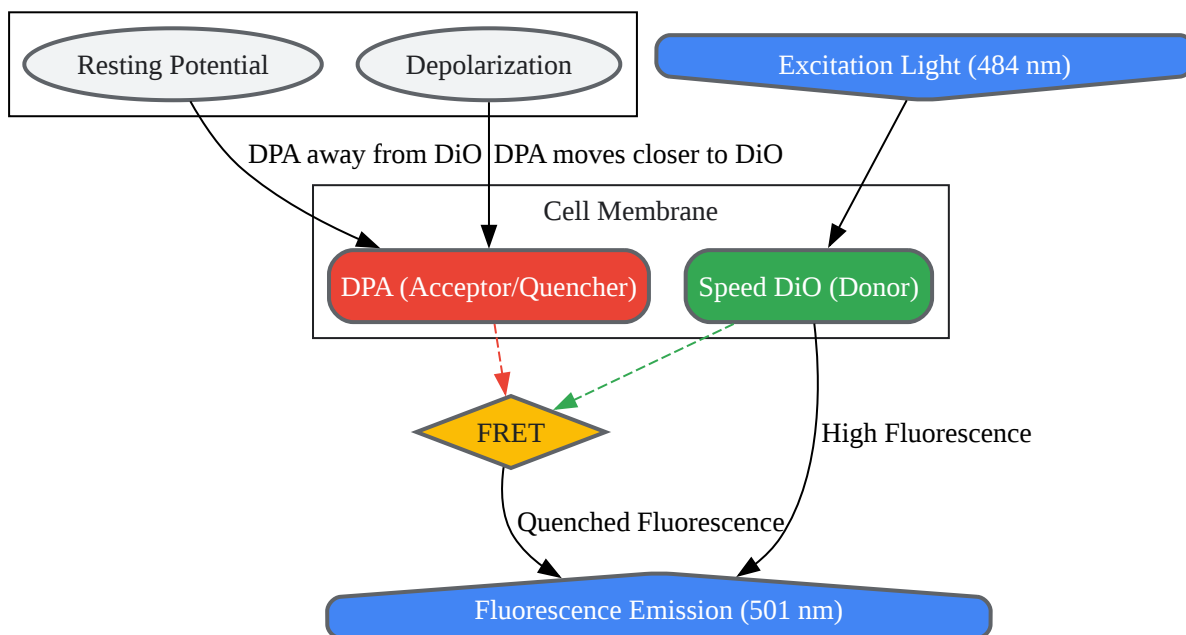 Resting Potential
Depolarization
Excitation Light (484 nm)
DPA away from DiO
DPA moves closer to DiO
Cell Membrane
DPA (Acceptor/Quencher)
Speed DiO (Donor)
FRET
High Fluorescence
Quenched Fluorescence
Fluorescence Emission (501 nm)